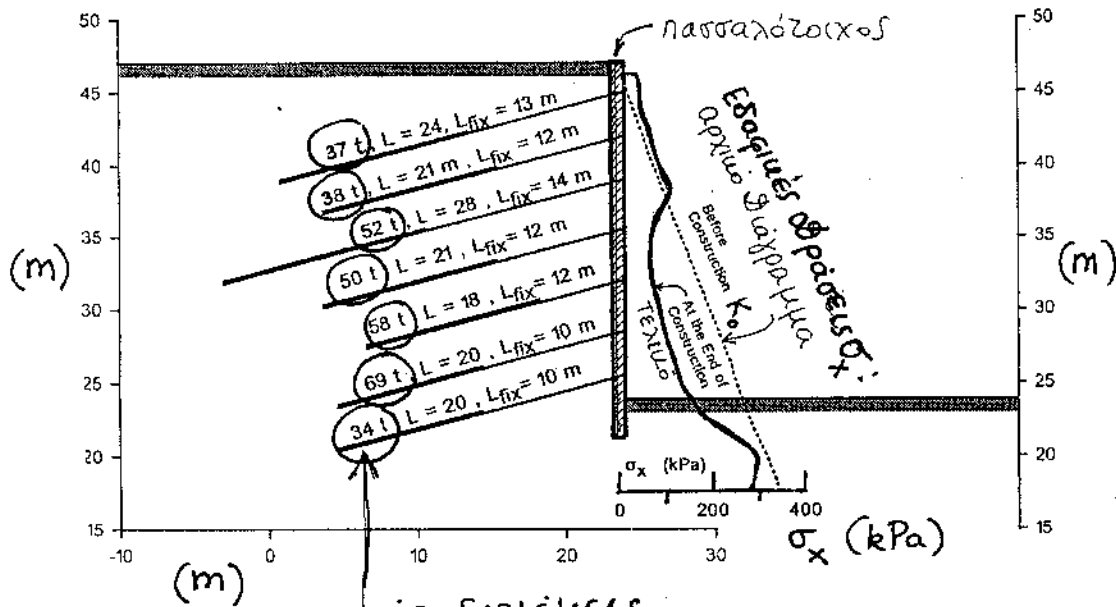 πασσαλότοιχος
50
45
40
35
30
25
20
15
(m)
37 t, L = 24, Lfix = 13 m
38 t, L = 21 m, Lfix = 12 m
52 t, L = 28, Lfix = 14 m
50 t, L = 21, Lfix = 12 m
58 t, L = 18, Lfix = 12 m
69 t, L = 20, Lfix = 10 m
34 t, L = 20, Lfix = 10 m
Εδαφικές ωθήσεις σx:
αρχικό διάγραμμα
Before
Construction Ko
At the End of
Construction
τελικό
σx (kPa)
0 200 400
50
45
40
35
30
25
20
15
(m)
-10 0 10 20 30
(m)
σx (kPa)